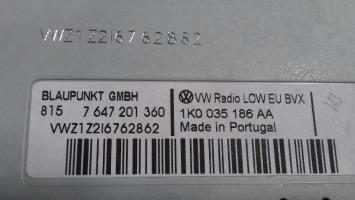 VWZ1Z2I6762862
BLAUPUNKT GMBH
815 7 647 201 360
VWZ1Z2I6762862
VW Radio LOW EU BVX
1K0 035 186 AA
Made in Portugal